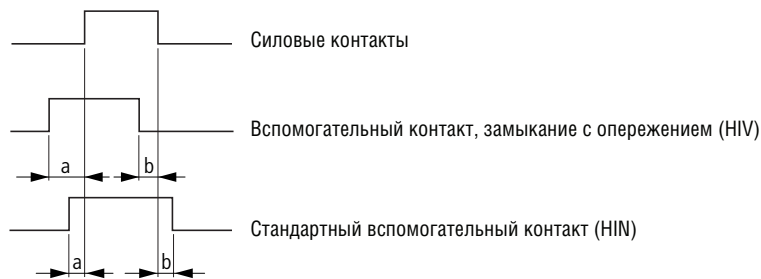 Силовые контакты
Вспомогательный контакт, замыкание с опережением (HIV)
a b
Стандартный вспомогательный контакт (HIN)
a b